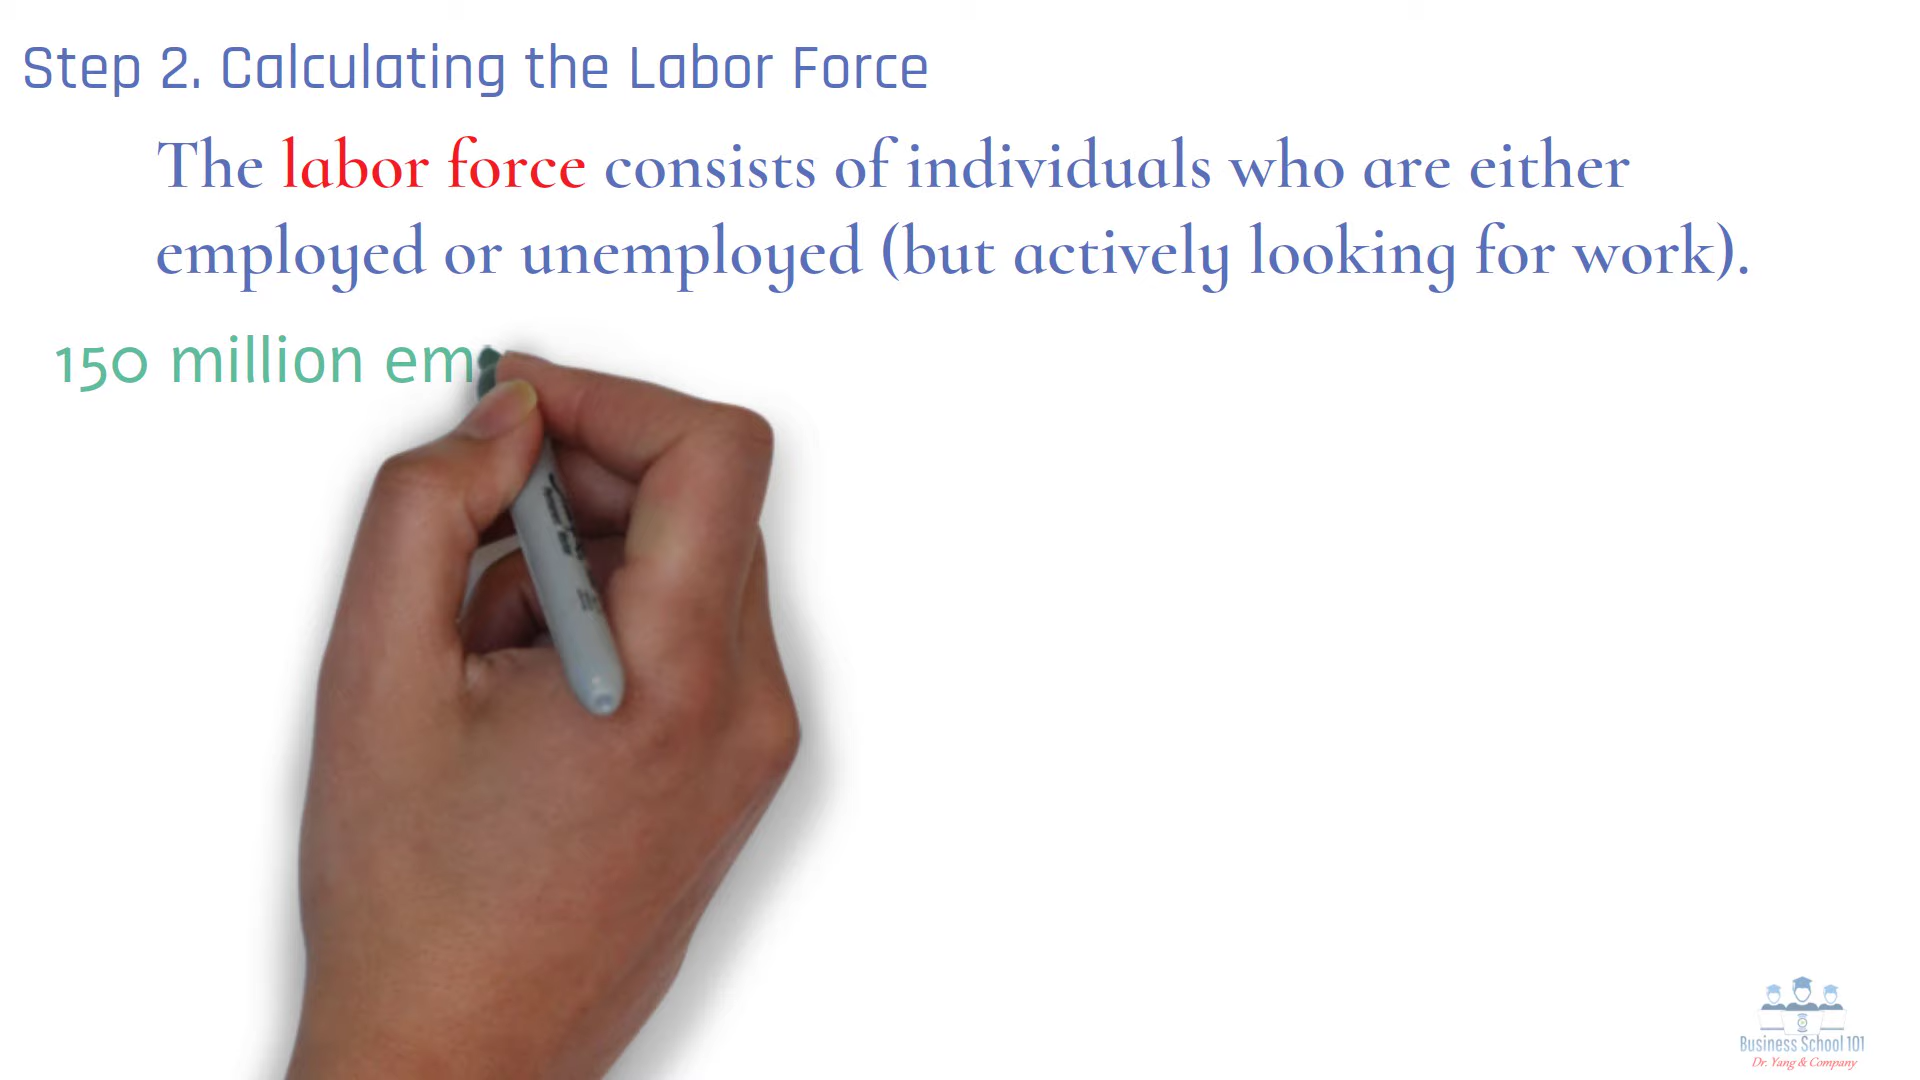 Step 2. Calculating the Labor Force
The labor force consists of individuals who are either
employed or unemployed (but actively looking for work).
150 million em
Business School 101
Dr. Yang & Company